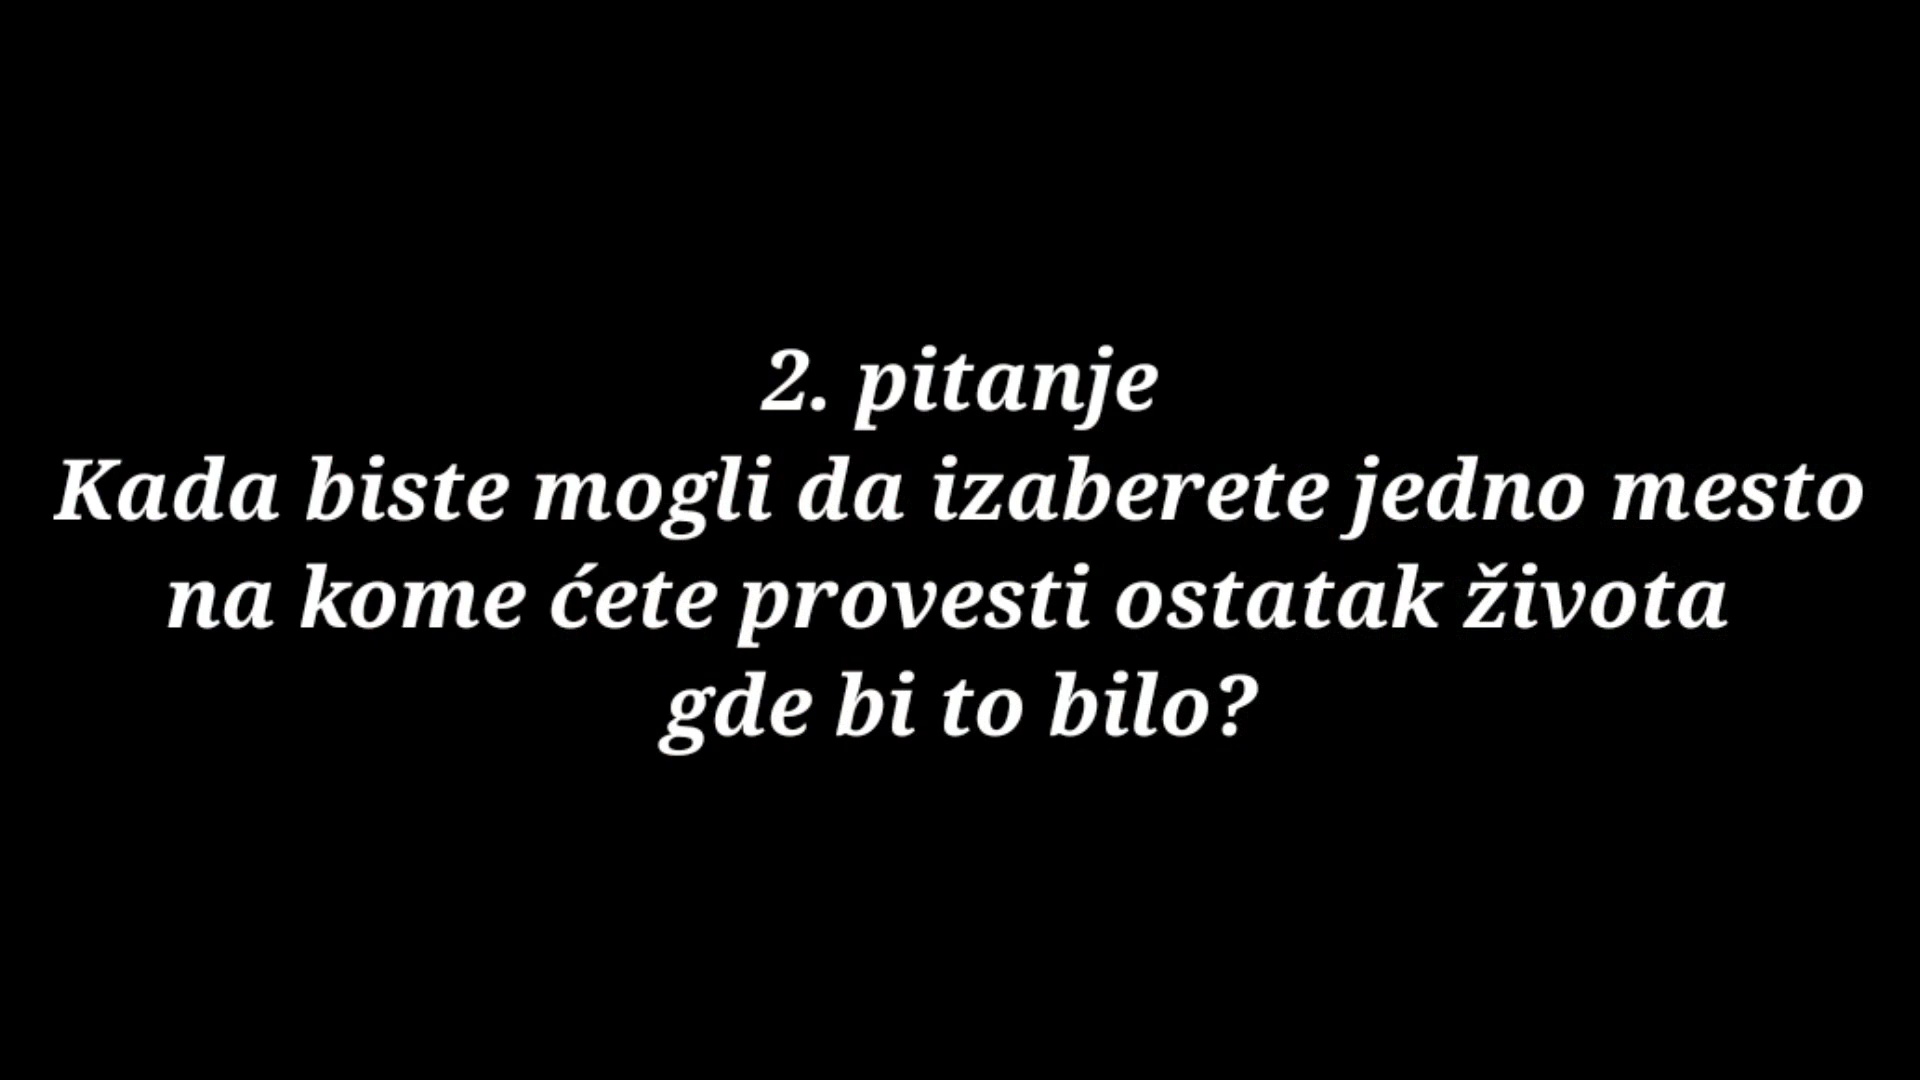 2. pitanje
Kada biste mogli da izaberete jedno mesto
na kome ćete provesti ostatak života
gde bi to bilo?